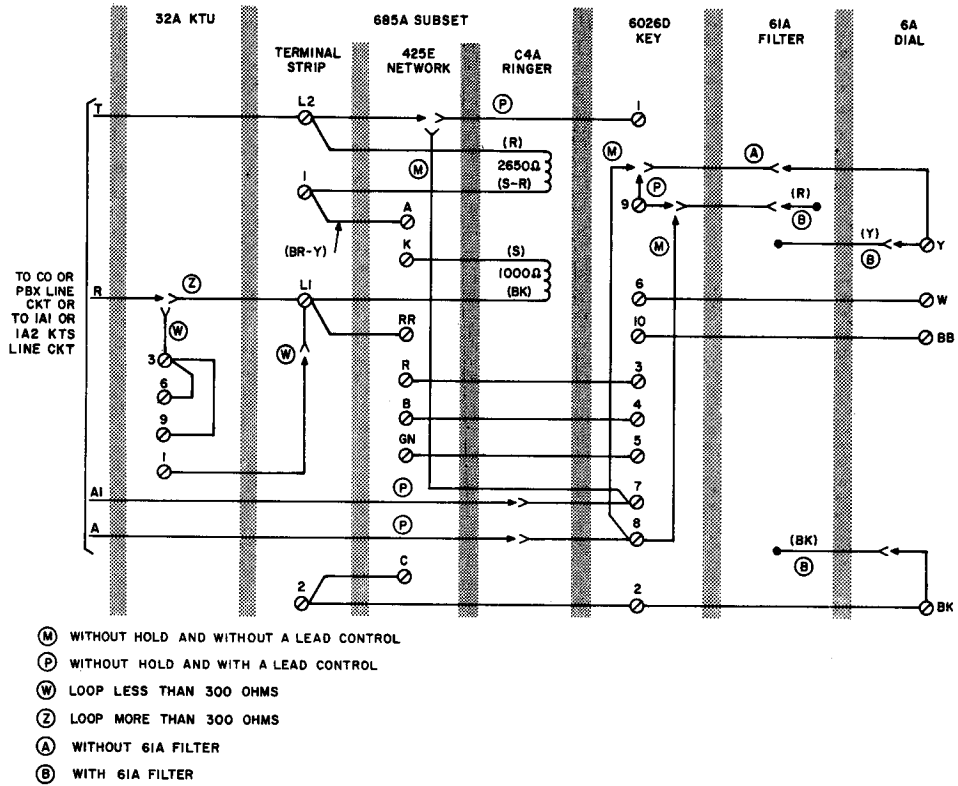 32A KTU
685A SUBSET
6026D
KEY
61A
FILTER
6A
DIAL
TERMINAL
STRIP
425E
NETWORK
C4A
RINGER
T
L2
P
1
(R)
M
2650Ω
(S-R)
1
A
(BR-Y)
K
(S)
1000Ω
(BK)
M
A
P
9
(R)
B
M
(Y)
B
Y
TO CO OR
PBX LINE
CKT OR
TO 1A1 OR
1A2 KTS
LINE CKT
R
Z
L1
6
W
W
W
RR
10
BB
3
R
3
6
B
4
9
GN
5
1
A1
P
7
A
P
8
(BK)
B
C
2
2
BK
M WITHOUT HOLD AND WITHOUT A LEAD CONTROL
P WITHOUT HOLD AND WITH A LEAD CONTROL
W LOOP LESS THAN 300 OHMS
Z LOOP MORE THAN 300 OHMS
A WITHOUT 61A FILTER
B WITH 61A FILTER